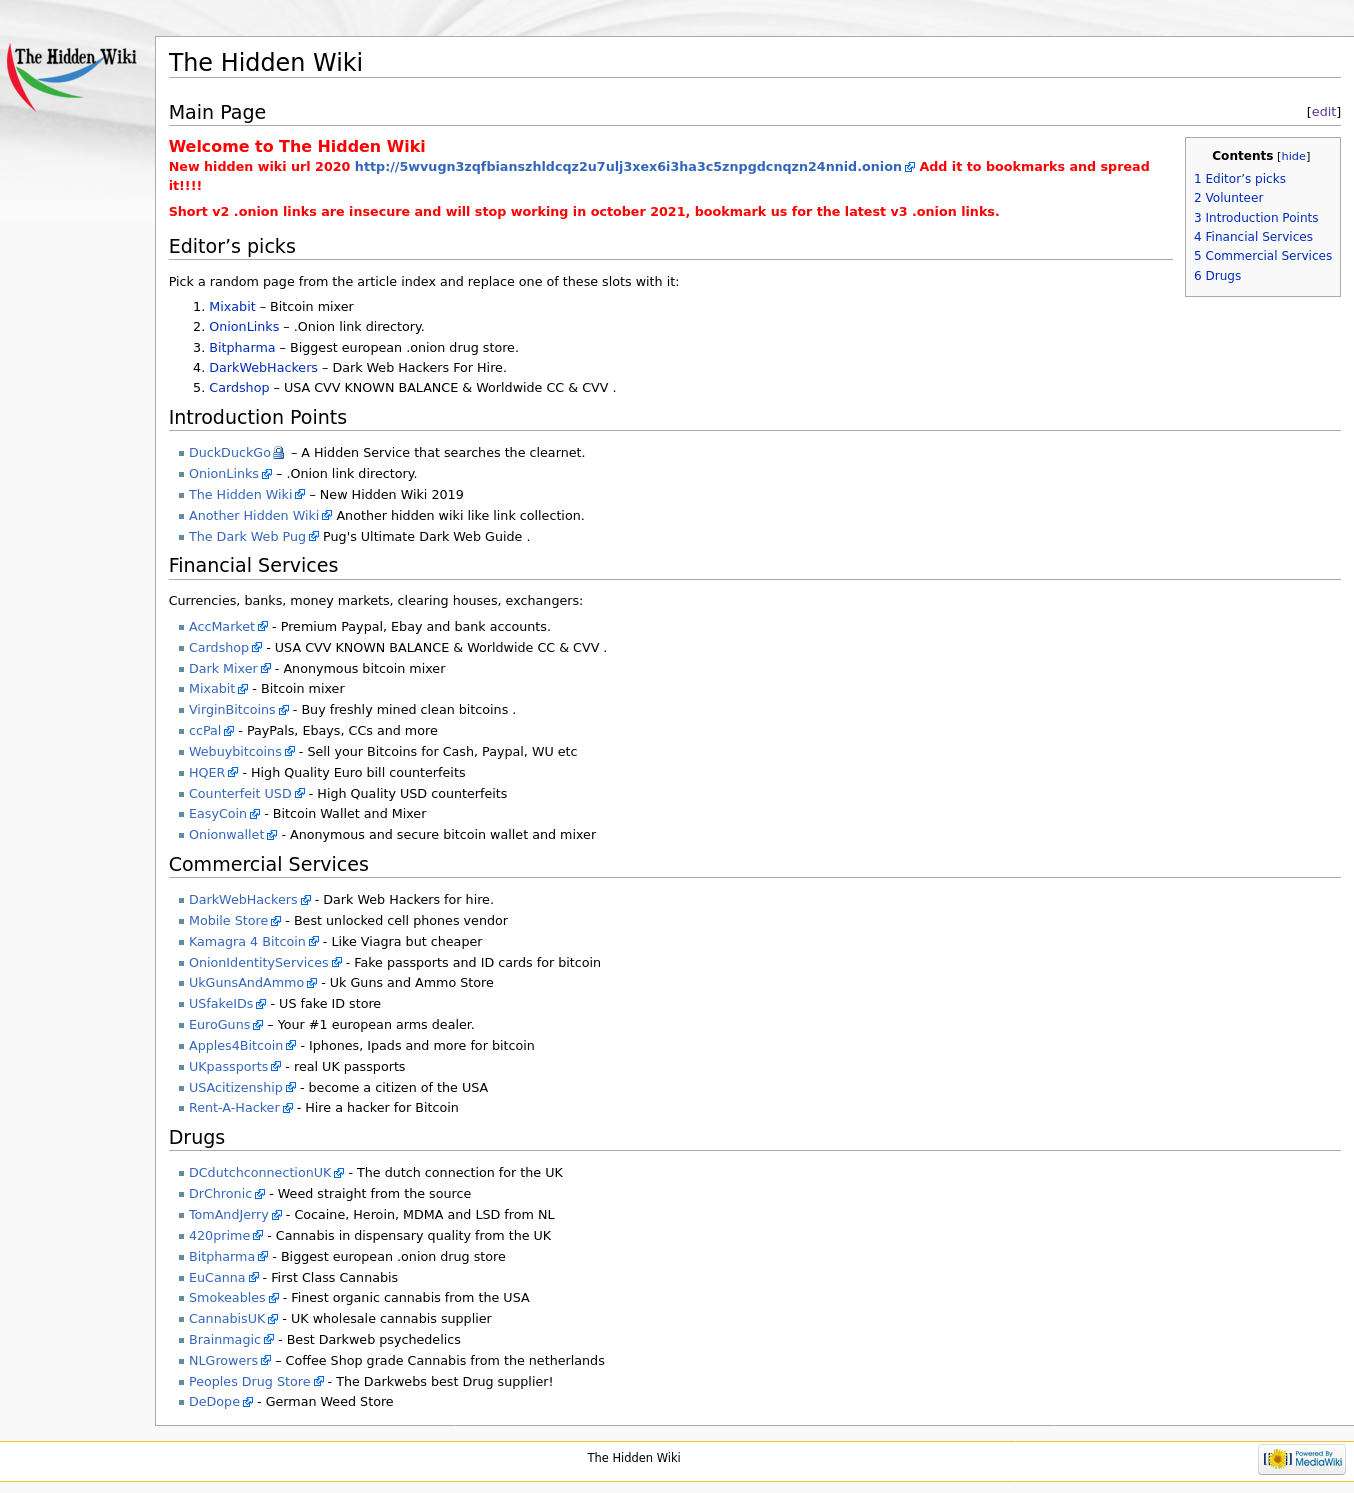 The Hidden Wiki
The Hidden Wiki
Main Page
[edit]
Welcome to The Hidden Wiki
New hidden wiki url 2020 http://5wvugn3zqfbianszhldcqz2u7ulj3xex6i3ha3c5znpgdcnqzn24nnid.onion Add it to bookmarks and spread
it!!!!
Short v2 .onion links are insecure and will stop working in october 2021, bookmark us for the latest v3 .onion links.
Contents [hide]
1 Editor’s picks
2 Volunteer
3 Introduction Points
4 Financial Services
5 Commercial Services
6 Drugs
Editor’s picks
Pick a random page from the article index and replace one of these slots with it:
1. Mixabit – Bitcoin mixer
2. OnionLinks – .Onion link directory.
3. Bitpharma – Biggest european .onion drug store.
4. DarkWebHackers – Dark Web Hackers For Hire.
5. Cardshop – USA CVV KNOWN BALANCE & Worldwide CC & CVV .
Introduction Points
DuckDuckGo – A Hidden Service that searches the clearnet.
OnionLinks – .Onion link directory.
The Hidden Wiki – New Hidden Wiki 2019
Another Hidden Wiki Another hidden wiki like link collection.
The Dark Web Pug Pug's Ultimate Dark Web Guide .
Financial Services
Currencies, banks, money markets, clearing houses, exchangers:
AccMarket - Premium Paypal, Ebay and bank accounts.
Cardshop - USA CVV KNOWN BALANCE & Worldwide CC & CVV .
Dark Mixer - Anonymous bitcoin mixer
Mixabit - Bitcoin mixer
VirginBitcoins - Buy freshly mined clean bitcoins .
ccPal - PayPals, Ebays, CCs and more
Webuybitcoins - Sell your Bitcoins for Cash, Paypal, WU etc
HQER - High Quality Euro bill counterfeits
Counterfeit USD - High Quality USD counterfeits
EasyCoin - Bitcoin Wallet and Mixer
Onionwallet - Anonymous and secure bitcoin wallet and mixer
Commercial Services
DarkWebHackers - Dark Web Hackers for hire.
Mobile Store - Best unlocked cell phones vendor
Kamagra 4 Bitcoin - Like Viagra but cheaper
OnionIdentityServices - Fake passports and ID cards for bitcoin
UkGunsAndAmmo - Uk Guns and Ammo Store
USfakeIDs - US fake ID store
EuroGuns – Your #1 european arms dealer.
Apples4Bitcoin - Iphones, Ipads and more for bitcoin
UKpassports - real UK passports
USAcitizenship - become a citizen of the USA
Rent-A-Hacker - Hire a hacker for Bitcoin
Drugs
DCdutchconnectionUK - The dutch connection for the UK
DrChronic - Weed straight from the source
TomAndJerry - Cocaine, Heroin, MDMA and LSD from NL
420prime - Cannabis in dispensary quality from the UK
Bitpharma - Biggest european .onion drug store
EuCanna - First Class Cannabis
Smokeables - Finest organic cannabis from the USA
CannabisUK - UK wholesale cannabis supplier
Brainmagic - Best Darkweb psychedelics
NLGrowers – Coffee Shop grade Cannabis from the netherlands
Peoples Drug Store - The Darkwebs best Drug supplier!
DeDope - German Weed Store
The Hidden Wiki
Powered By
MediaWiki